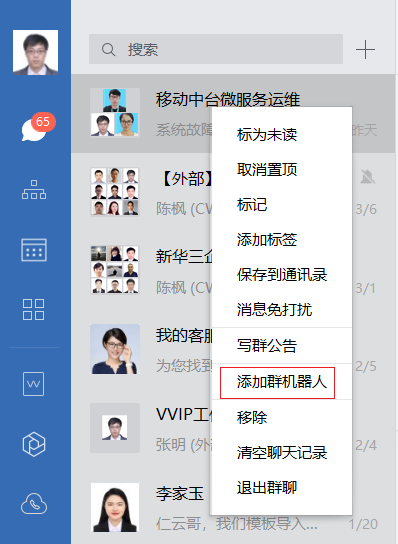 搜索
65
移动中台微服务运维
系统故障
昨天
【外部】
陈枫 (CW
3/6
新华三企
陈枫 (CW
3/1
我的客服
为您找到
2/5
VVIP工作
张明 (外部
2/4
李家玉
仁云哥，我们模板导入...
1/20
标为未读
取消置顶
标记
添加标签
保存到通讯录
消息免打扰
写群公告
添加群机器人
移除
清空聊天记录
退出群聊